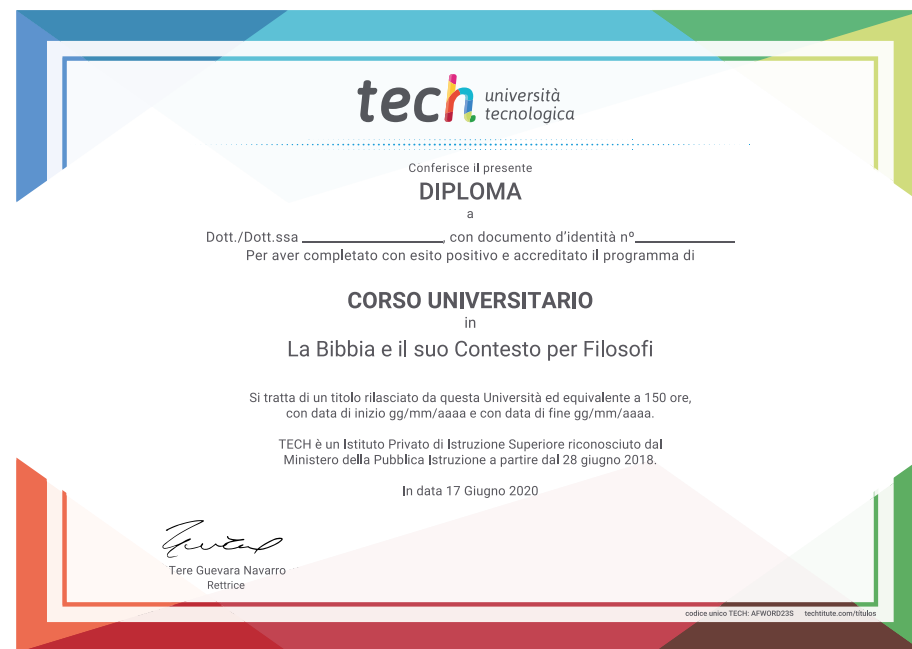 tech università
tecnologica
Conferisce il presente
DIPLOMA
a
Dott./Dott.ssa ____________________, con documento d'identità nº______________
Per aver completato con esito positivo e accreditato il programma di
CORSO UNIVERSITARIO
in
La Bibbia e il suo Contesto per Filosofi
Si tratta di un titolo rilasciato da questa Università ed equivalente a 150 ore,
con data di inizio gg/mm/aaaa e con data di fine gg/mm/aaaa.
TECH è un Istituto Privato di Istruzione Superiore riconosciuto dal
Ministero della Pubblica Istruzione a partire dal 28 giugno 2018.
In data 17 Giugno 2020
Tere Guevara Navarro
Rettrice
codice unico TECH: AFWORD23S techtitute.com/titulos